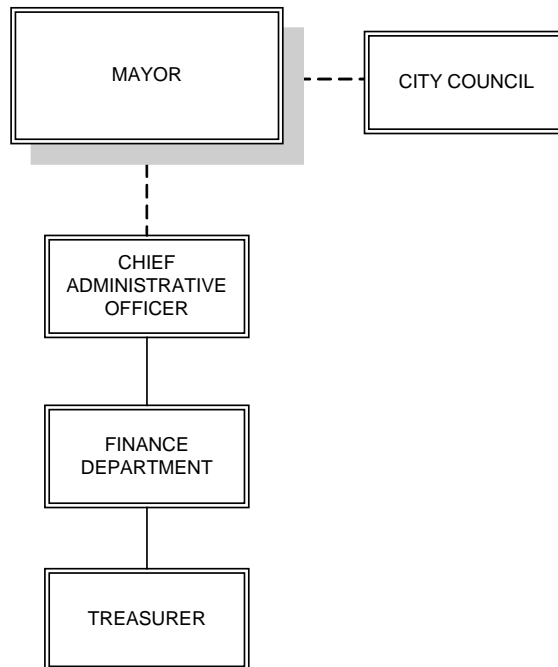 MAYOR
CITY COUNCIL
CHIEF
ADMINISTRATIVE
OFFICER
FINANCE
DEPARTMENT
TREASURER